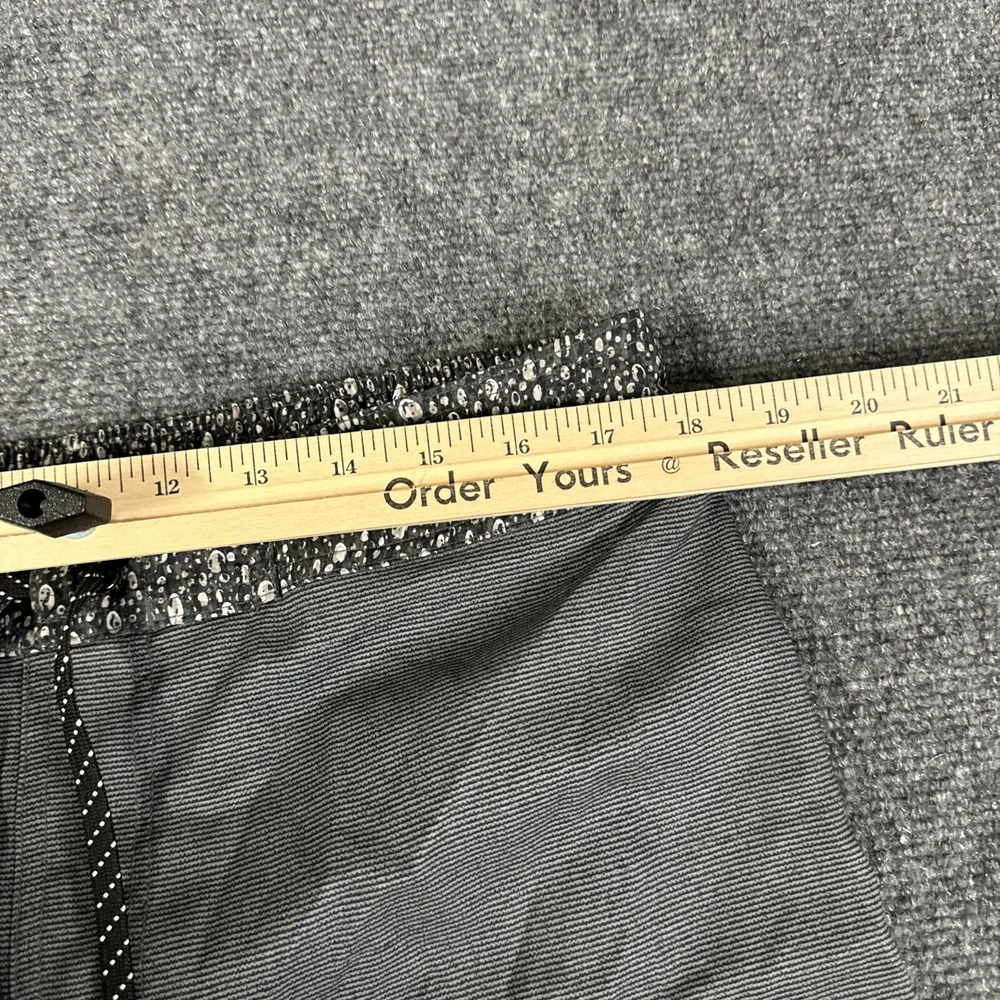 12 13 14 15 16 17 18 19 20 21
Order Yours @ Reseller Ruler